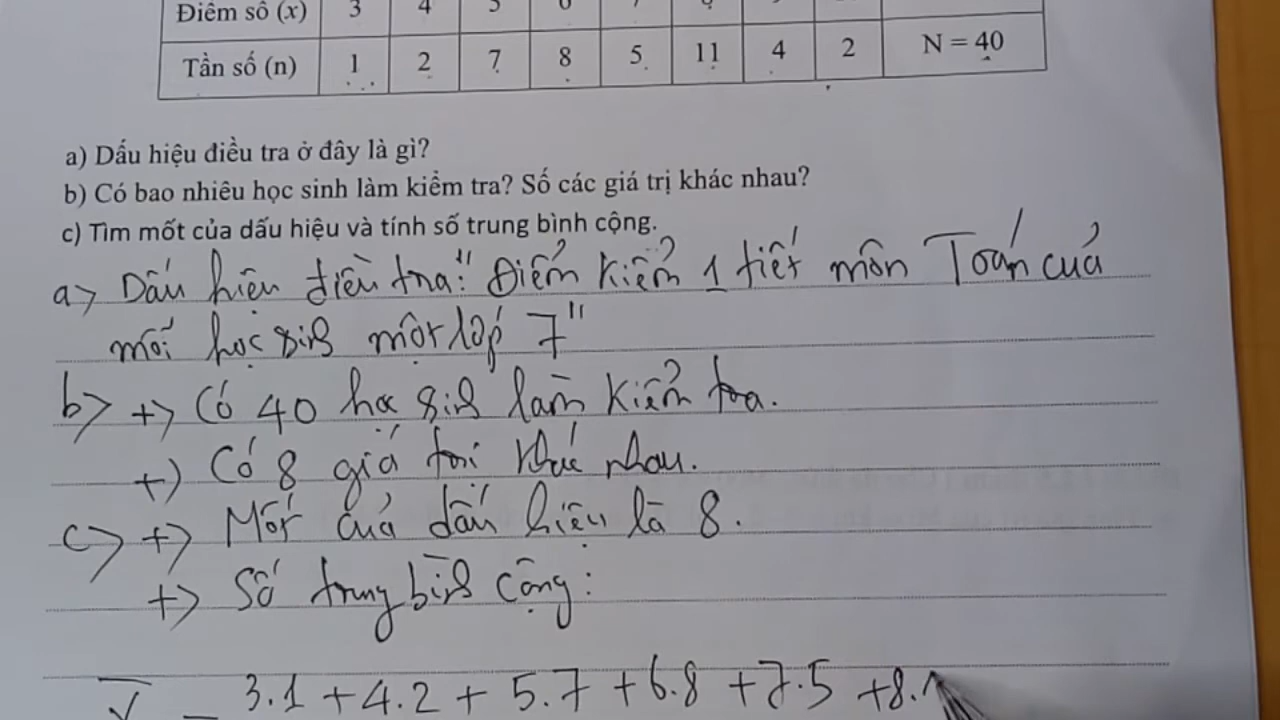 Điểm số (x) 3 4 5 6 7
Tần số (n) 1 2 7 8 5 11 4 2 N = 40
a) Dấu hiệu điều tra ở đây là gì?
b) Có bao nhiêu học sinh làm kiểm tra? Số các giá trị khác nhau?
c) Tìm mốt của dấu hiệu và tính số trung bình cộng.
a> Dấu hiệu điều tra: "Điểm kiểm 1 tiết môn Toán của
mỗi học sinh một lớp 7"
b> +> Có 40 học sinh làm kiểm tra.
+) Có 8 giá trị khác nhau.
c> +> Mốt của dấu hiệu là 8.
+> Số trung bình cộng:
X = 3.1 + 4.2 + 5.7 + 6.8 + 7.5 + 8.